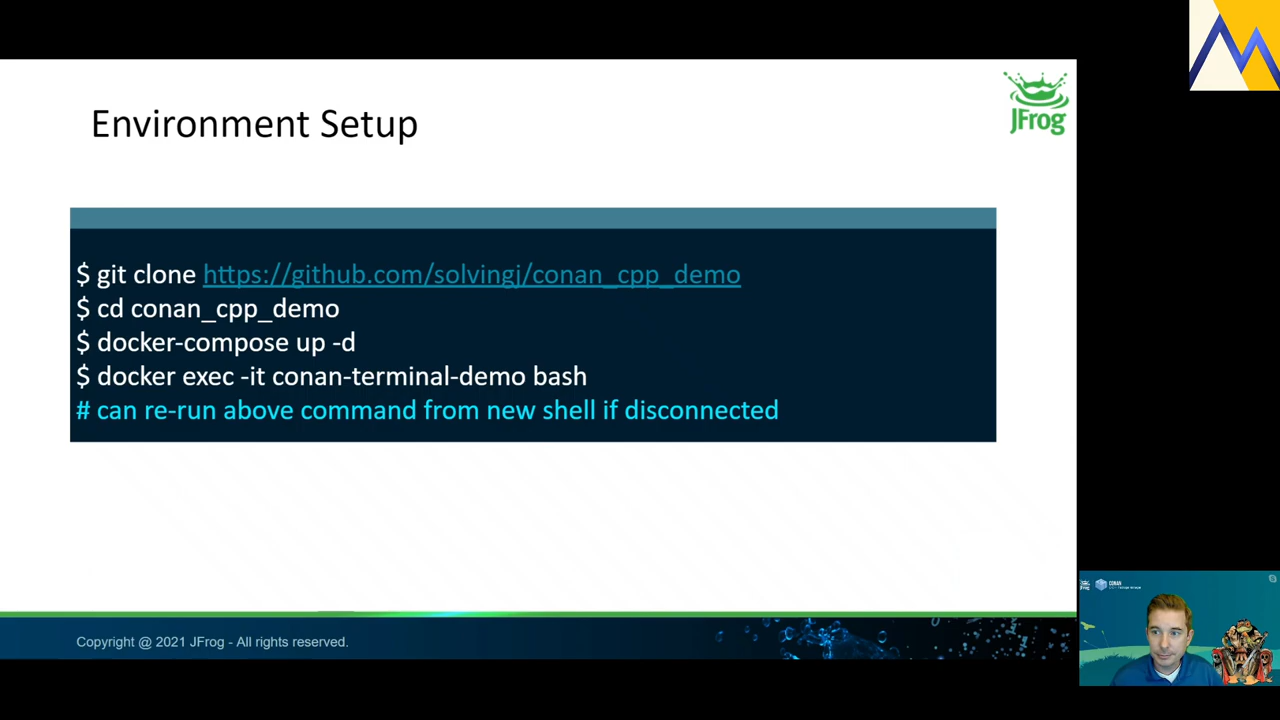 Environment Setup
JFrog
$ git clone https://github.com/solvingj/conan_cpp_demo
$ cd conan_cpp_demo
$ docker-compose up -d
$ docker exec -it conan-terminal-demo bash
# can re-run above command from new shell if disconnected
Copyright @ 2021 JFrog - All rights reserved.
CONAN